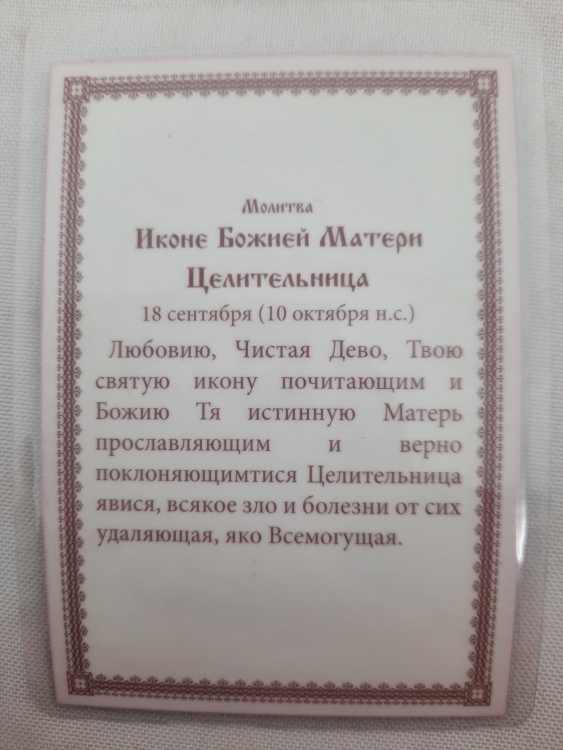 Молитва
Иконе Божией Матери
Целительница
18 сентября (10 октября н.с.)
Любовию, Чистая Дево, Твою
святую икону почитающим и
Божию Тя истинную Матерь
прославляющим и верно
поклоняющимтися Целительница
явися, всякое зло и болезни от сих
удаляющая, яко Всемогущая.